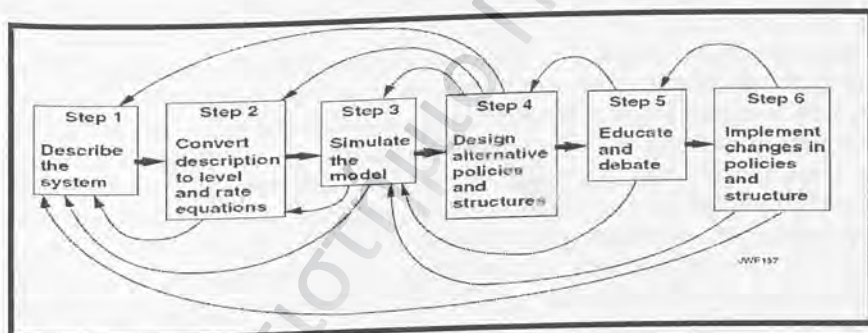 Step 1
Describe
the
system
Step 2
Convert
description
to level
and rate
equations
Step 3
Simulate
the
model
Step 4
Design
alternative
policies
and
structures
Step 5
Educate
and
debate
Step 6
Implement
changes in
policies
and
structure